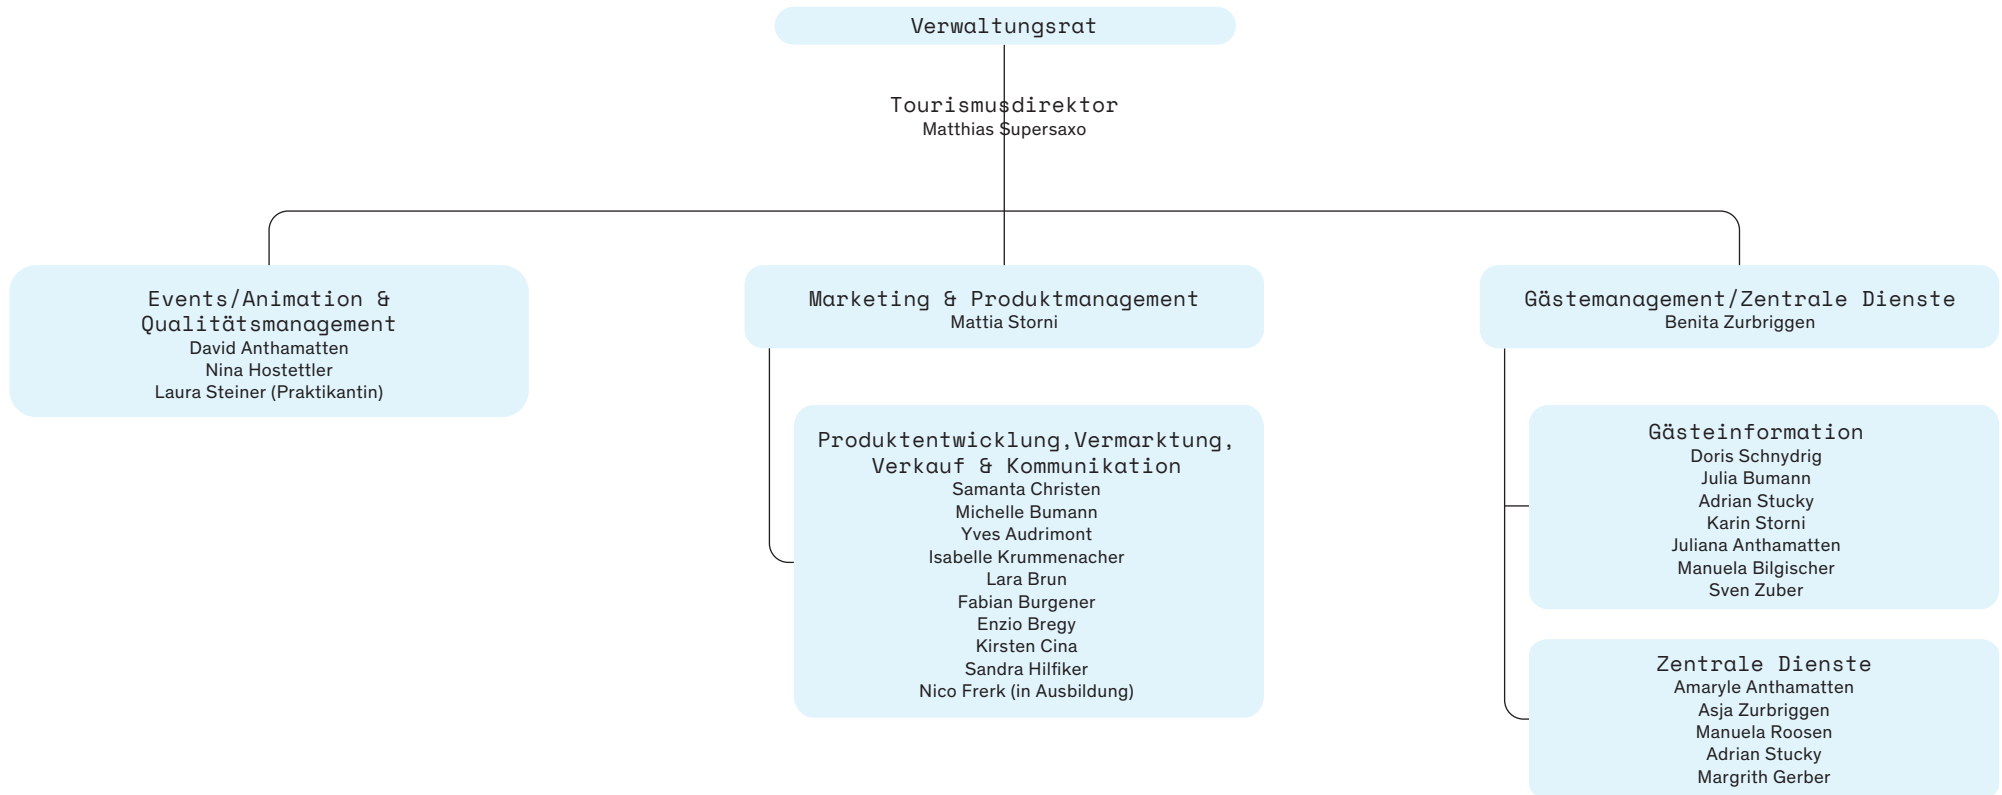 Verwaltungsrat
Tourismusdirektor
Matthias Supersaxo
Events/Animation &
Qualitätsmanagement
David Anthamatten
Nina Hostettler
Laura Steiner (Praktikantin)
Marketing & Produktmanagement
Mattia Storni
Produktentwicklung,Vermarktung,
Verkauf & Kommunikation
Samanta Christen
Michelle Bumann
Yves Audrimont
Isabelle Krummenacher
Lara Brun
Fabian Burgener
Enzio Bregy
Kirsten Cina
Sandra Hilfiker
Nico Frerk (in Ausbildung)
Gästemanagement/Zentrale Dienste
Benita Zurbriggen
Gästeinformation
Doris Schnydrig
Julia Bumann
Adrian Stucky
Karin Storni
Juliana Anthamatten
Manuela Bilgischer
Sven Zuber
Zentrale Dienste
Amaryle Anthamatten
Asja Zurbriggen
Manuela Roosen
Adrian Stucky
Margrith Gerber